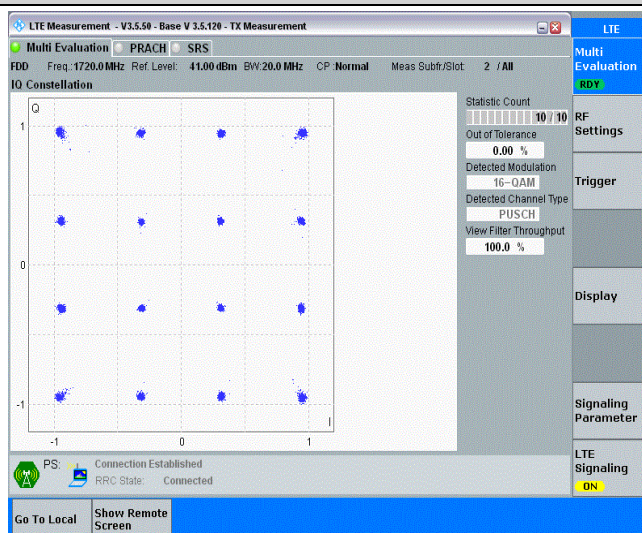 LTE Measurement - V3.5.50 - Base V 3.5.120 - TX Measurement
LTE
Multi Evaluation PRACH SRS
FDD Freq.:1720.0 MHz Ref. Level: 41.00 dBm BW:20.0 MHz CP :Normal Meas Subfr./Slot: 2 / All
IQ Constellation
Q
1
0
-1
-1 0 1
I
Statistic Count
10 / 10
Out of Tolerance
0.00 %
Detected Modulation
16-QAM
Detected Channel Type
PUSCH
View Filter Throughput
100.0 %
Multi
Evaluation
RDY
RF
Settings
Trigger
Display
Signaling
Parameter
LTE
Signaling
ON
PS:
Connection Established
RRC State: Connected
Go To Local
Show Remote
Screen